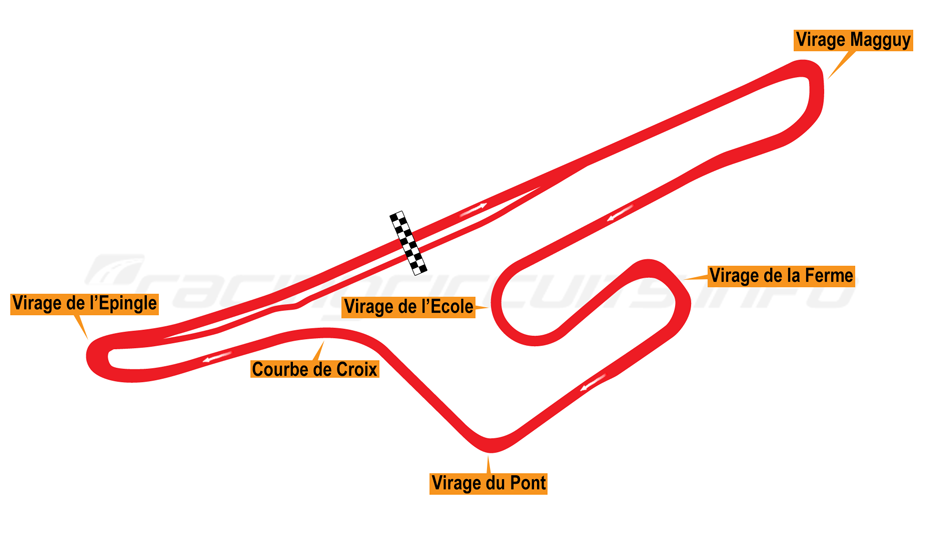 Virage Magguy
racingcircuits.info
Virage de la Ferme
Virage de l’Epingle
Virage de l’Ecole
Courbe de Croix
Virage du Pont